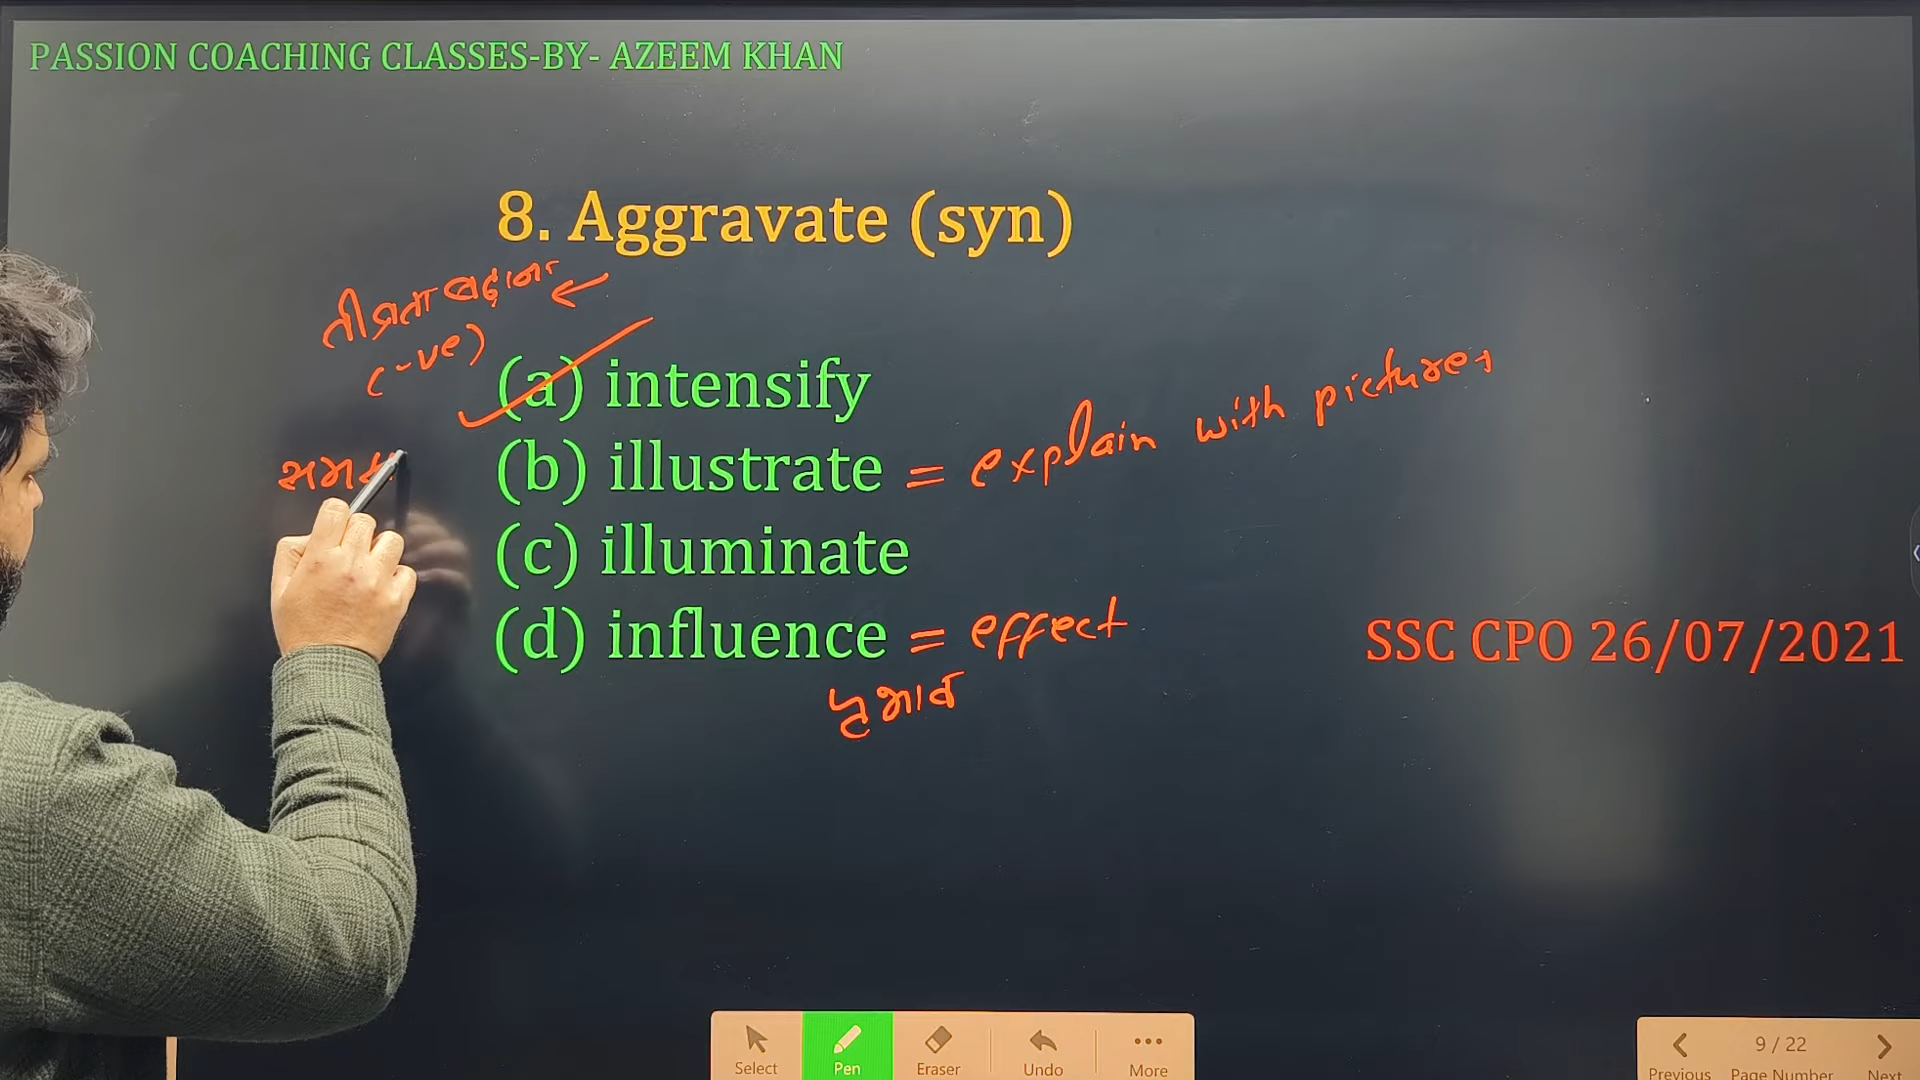 PASSION COACHING CLASSES-BY- AZEEM KHAN
8. Aggravate (syn)
तीव्रता बढ़ाना ←
(-ve)
(a) intensify
(b) illustrate = explain with pictures
(c) illuminate
(d) influence = effect
प्रभाव
SSC CPO 26/07/2021
Select
Pen
Eraser
Undo
More
Previous
9 / 22
Page Number
Next